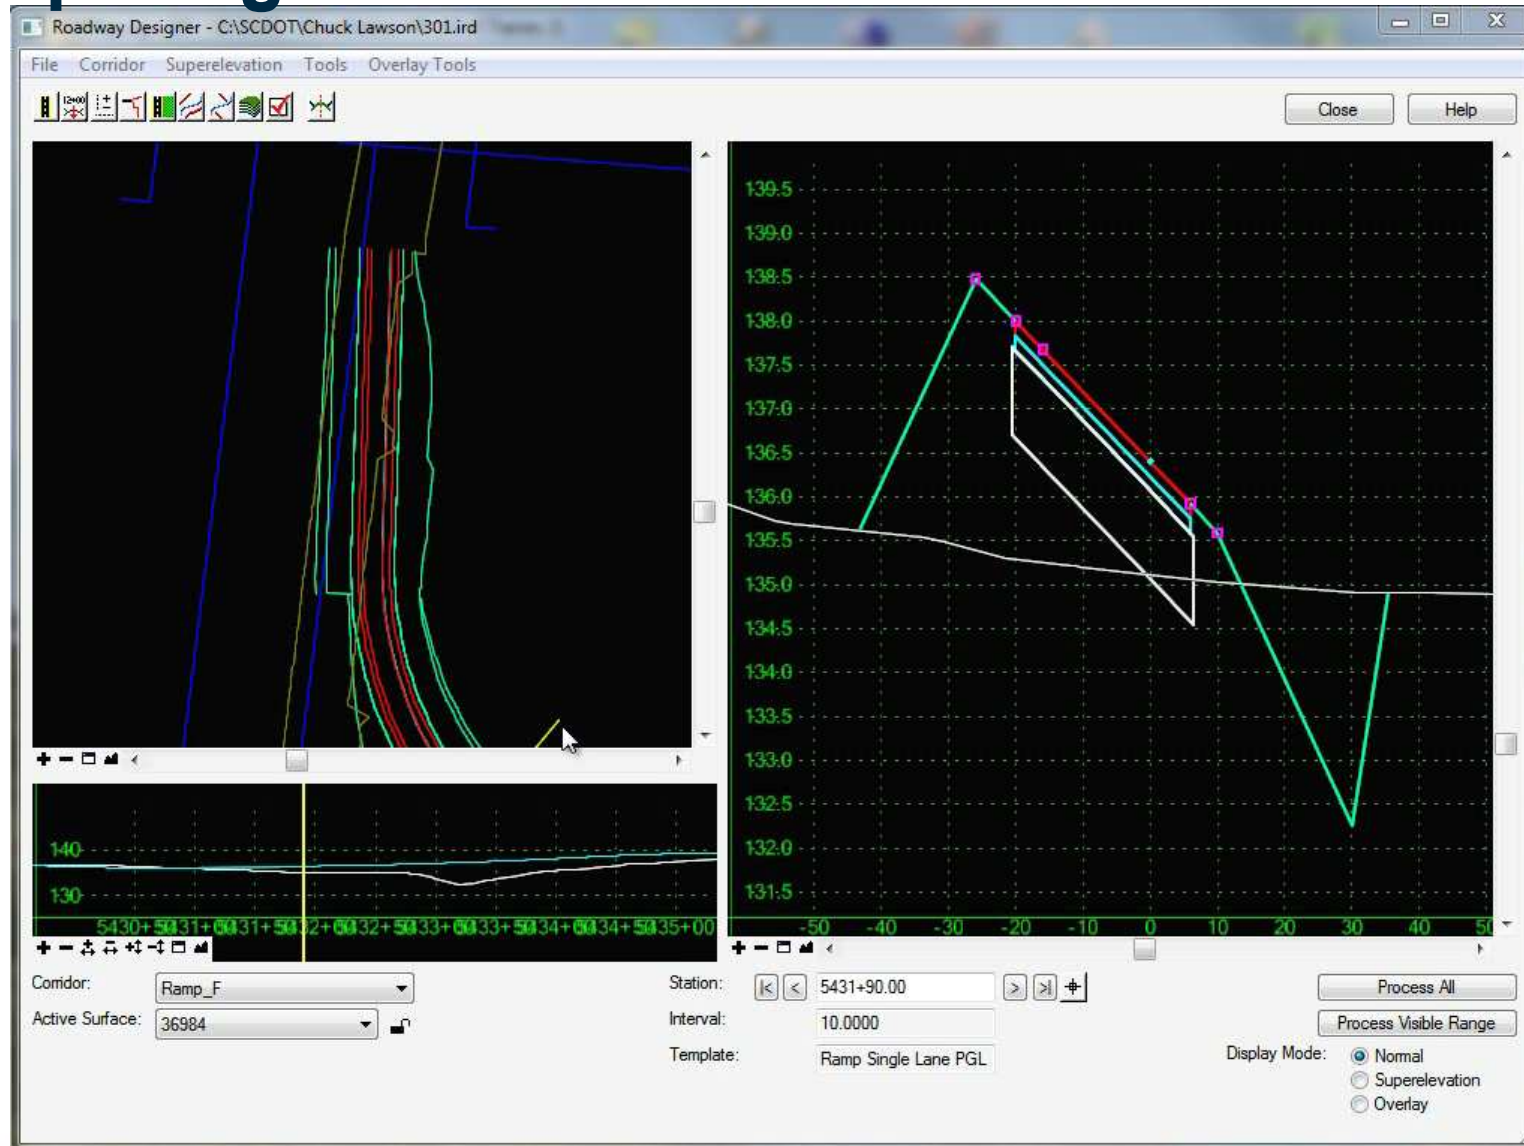 Roadway Designer - C:\SCDOT\Chuck Lawson\301.ird
File Corridor Superelevation Tools Overlay Tools
Close Help
139.5
139.0
138.5
138.0
137.5
137.0
136.5
136.0
135.5
135.0
134.5
134.0
133.5
133.0
132.5
132.0
131.5
-50 -40 -30 -20 -10 0 10 20 30 40 50
140
130
Corridor: Ramp_F
Active Surface: 36984
Station: |< < 5431+90.00 > >|
Interval: 10.0000
Template: Ramp Single Lane PGL
Process All
Process Visible Range
Display Mode: Normal
Superelevation
Overlay